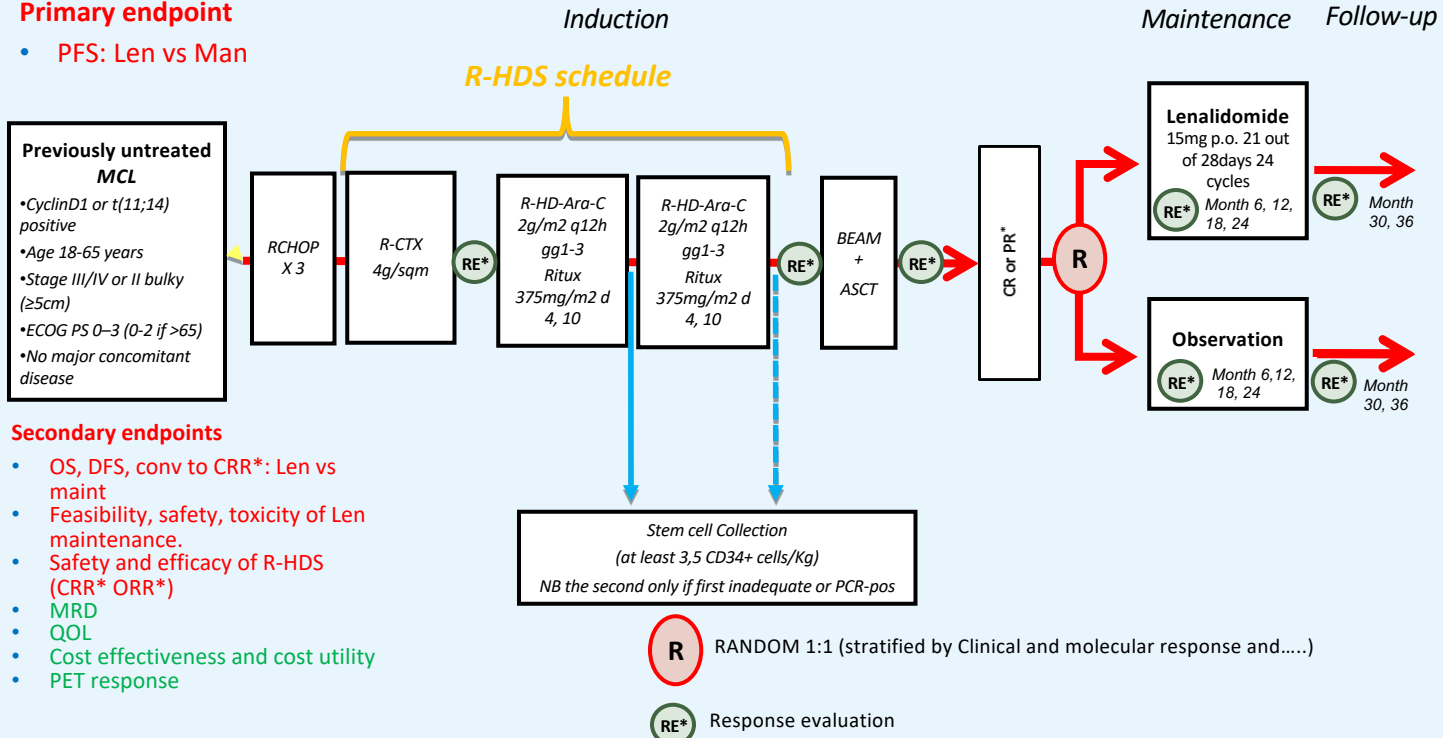 Primary endpoint
• PFS: Len vs Man
Induction
Maintenance
Follow-up
R-HDS schedule
Previously untreated
MCL
•CyclinD1 or t(11;14)
positive
•Age 18-65 years
•Stage III/IV or II bulky
(≥5cm)
•ECOG PS 0–3 (0-2 if >65)
•No major concomitant
disease
RCHOP
X 3
R-CTX
4g/sqm
RE*
R-HD-Ara-C
2g/m2 q12h
gg1-3
Ritux
375mg/m2 d
4, 10
R-HD-Ara-C
2g/m2 q12h
gg1-3
Ritux
375mg/m2 d
4, 10
RE*
BEAM
+
ASCT
RE*
CR or PR*
R
Lenalidomide
15mg p.o. 21 out
of 28days 24
cycles
RE* Month 6, 12,
18, 24
RE* Month
30, 36
Observation
RE* Month 6,12,
18, 24
RE* Month
30, 36
Secondary endpoints
• OS, DFS, conv to CRR*: Len vs
maint
• Feasibility, safety, toxicity of Len
maintenance.
• Safety and efficacy of R-HDS
(CRR* ORR*)
• MRD
• QOL
• Cost effectiveness and cost utility
• PET response
Stem cell Collection
(at least 3,5 CD34+ cells/Kg)
NB the second only if first inadequate or PCR-pos
R RANDOM 1:1 (stratified by Clinical and molecular response and…..)
RE* Response evaluation